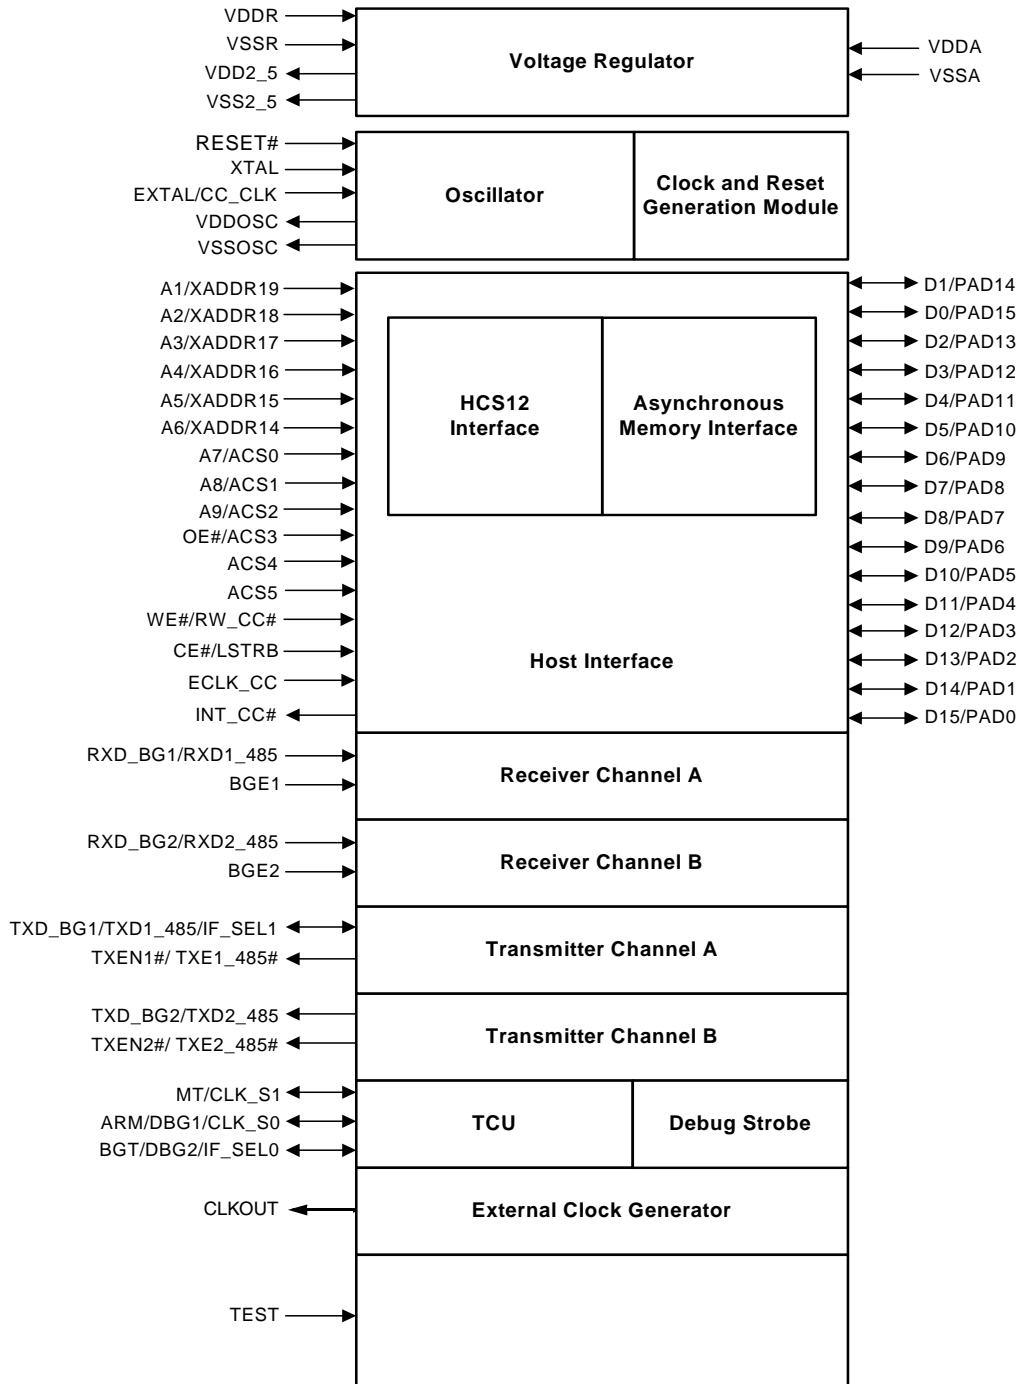 VDDR
VSSR
VDD2_5
VSS2_5
Voltage Regulator
VDDA
VSSA
RESET#
XTAL
EXTAL/CC_CLK
VDDOSC
VSSOSC
Oscillator
Clock and Reset
Generation Module
A1/XADDR19
A2/XADDR18
A3/XADDR17
A4/XADDR16
A5/XADDR15
A6/XADDR14
A7/ACS0
A8/ACS1
A9/ACS2
OE#/ACS3
ACS4
ACS5
WE#/RW_CC#
CE#/LSTRB
ECLK_CC
INT_CC#
HCS12
Interface
Asynchronous
Memory Interface
Host Interface
D1/PAD14
D0/PAD15
D2/PAD13
D3/PAD12
D4/PAD11
D5/PAD10
D6/PAD9
D7/PAD8
D8/PAD7
D9/PAD6
D10/PAD5
D11/PAD4
D12/PAD3
D13/PAD2
D14/PAD1
D15/PAD0
RXD_BG1/RXD1_485
BGE1
Receiver Channel A
RXD_BG2/RXD2_485
BGE2
Receiver Channel B
TXD_BG1/TXD1_485/IF_SEL1
TXEN1#/ TXE1_485#
Transmitter Channel A
TXD_BG2/TXD2_485
TXEN2#/ TXE2_485#
Transmitter Channel B
MT/CLK_S1
ARM/DBG1/CLK_S0
BGT/DBG2/IF_SEL0
TCU
Debug Strobe
CLKOUT
External Clock Generator
TEST